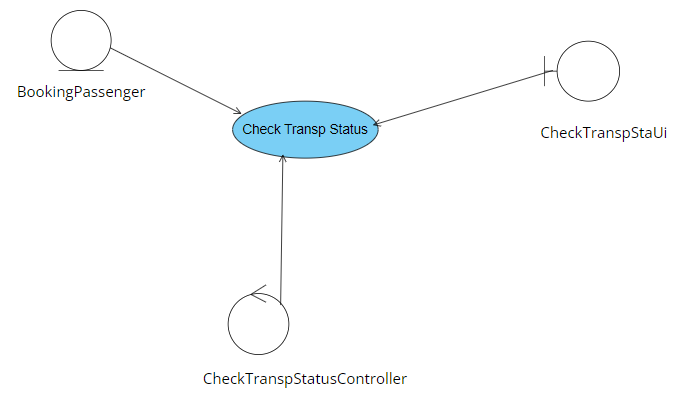 BookingPassenger
Check Transp Status
CheckTranspStaUi
CheckTranspStatusController